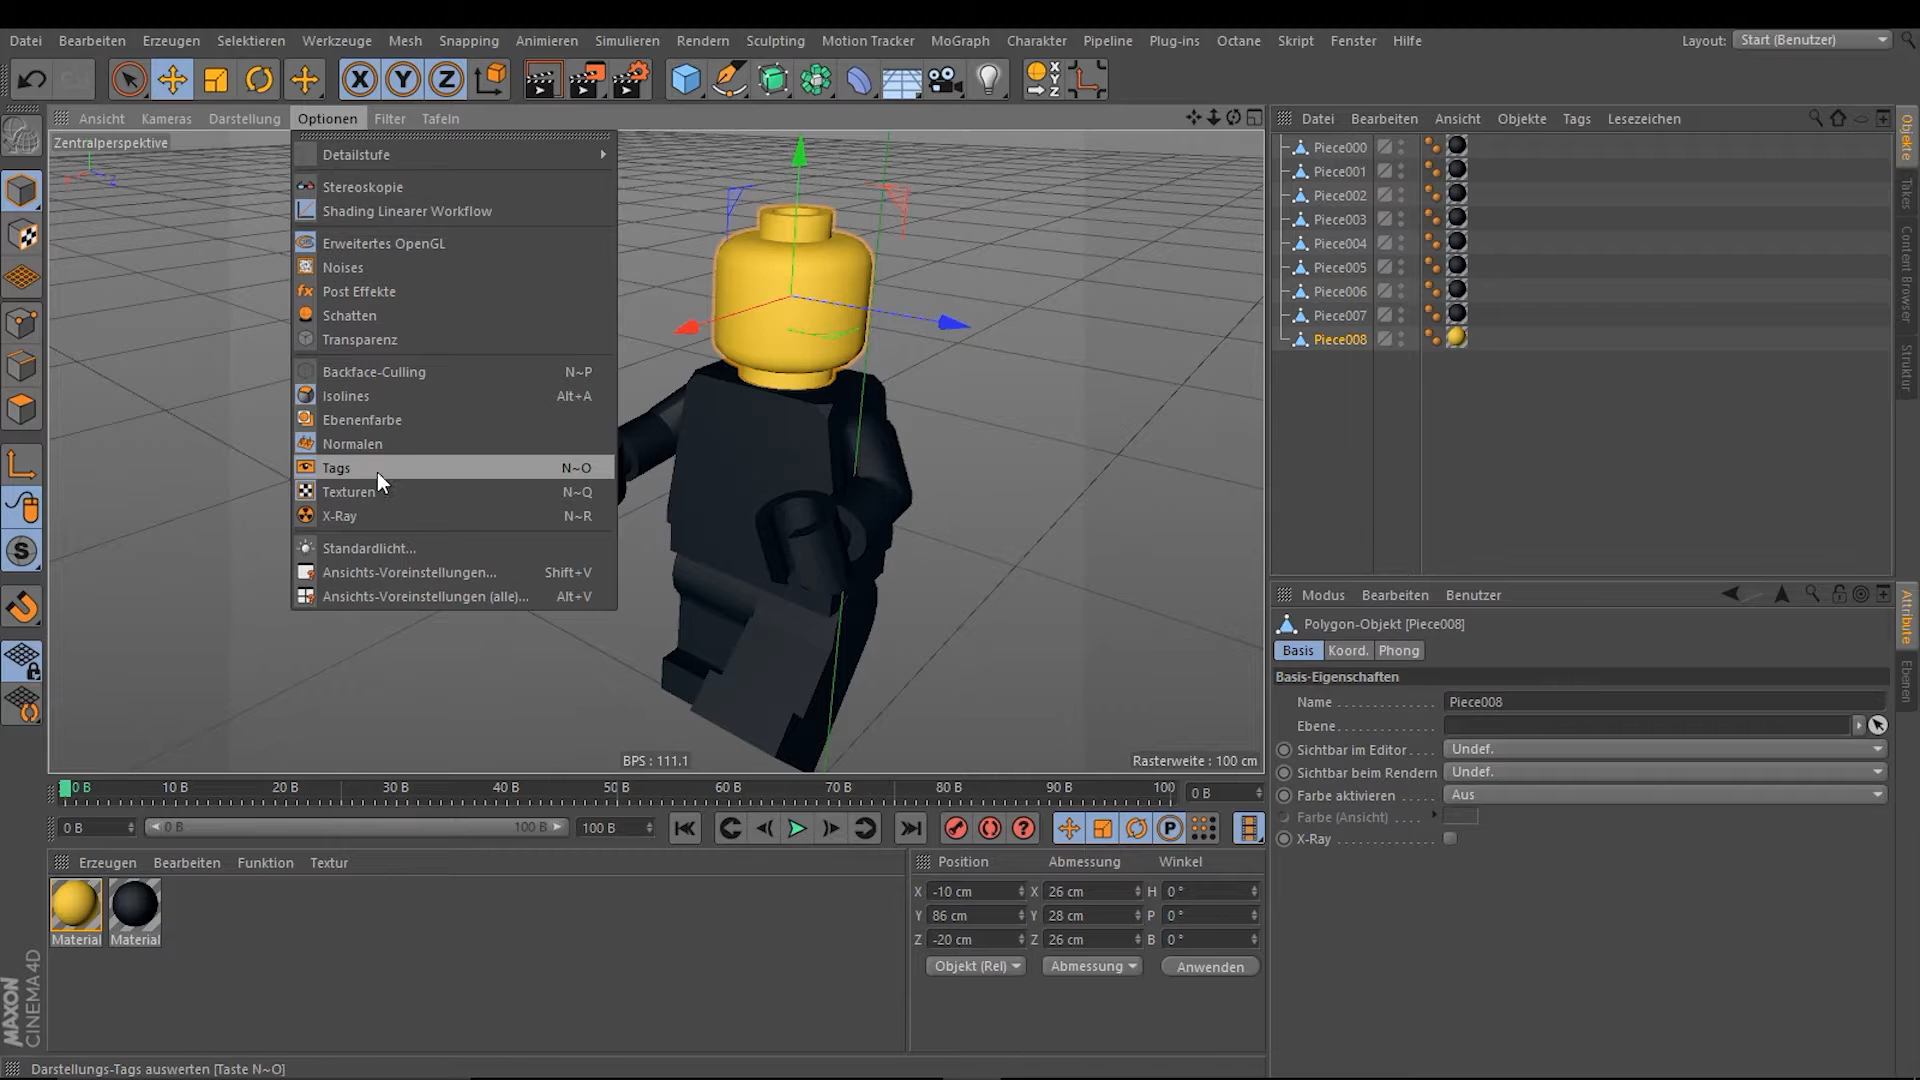 Datei Bearbeiten Erzeugen Selektieren Werkzeuge Mesh Snapping Animieren Simulieren Rendern Sculpting Motion Tracker MoGraph Charakter Pipeline Plug-ins Octane Skript Fenster Hilfe Layout: Start (Benutzer)
X Y Z X Y Z
Ansicht Kameras Darstellung Optionen Filter Tafeln
Zentralperspektive
Detailstufe
Stereoskopie
Shading Linearer Workflow
Erweitertes OpenGL
Noises
fx Post Effekte
Schatten
Transparenz
Backface-Culling N~P
Isolines Alt+A
Ebenenfarbe
Normalen
Tags N~O
Texturen N~Q
X-Ray N~R
Standardlicht...
Ansichts-Voreinstellungen... Shift+V
Ansichts-Voreinstellungen (alle)... Alt+V
S
BPS : 111.1
Rasterweite : 100 cm
Datei Bearbeiten Ansicht Objekte Tags Lesezeichen
Piece000
Piece001
Piece002
Piece003
Piece004
Piece005
Piece006
Piece007
Piece008
Objekte
Takes
Content Browser
Struktur
Modus Bearbeiten Benutzer
Polygon-Objekt [Piece008]
Basis Koord. Phong
Basis-Eigenschaften
Name Piece008
Ebene
Sichtbar im Editor Undef.
Sichtbar beim Rendern Undef.
Farbe aktivieren Aus
Farbe (Ansicht)
X-Ray
Attribute
Ebenen
0 B 10 B 20 B 30 B 40 B 50 B 60 B 70 B 80 B 90 B 100 0 B
0 B 0 B 100 B 100 B P
Erzeugen Bearbeiten Funktion Textur
Material Material
Position Abmessung Winkel
X -10 cm X 26 cm H 0 °
Y 86 cm Y 28 cm P 0 °
Z -20 cm Z 26 cm B 0 °
Objekt (Rel) Abmessung Anwenden
MAXON
CINEMA 4D
Darstellungs-Tags auswerten [Taste N~O]